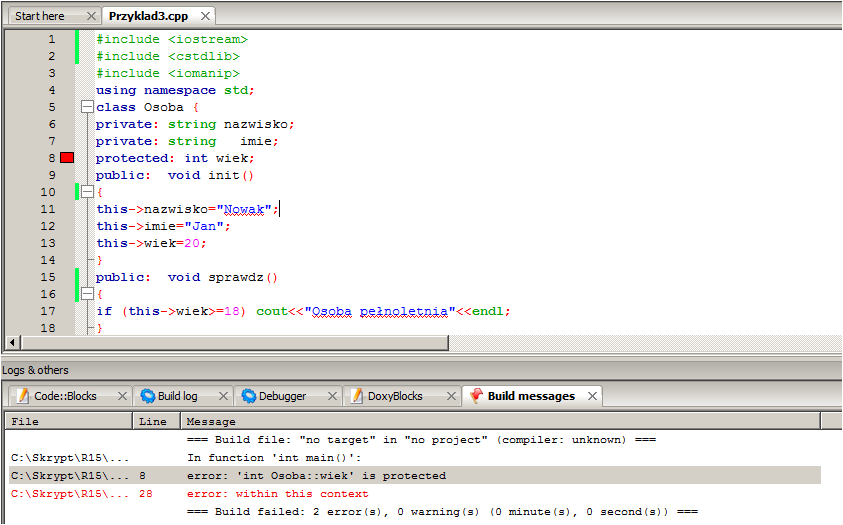 Start here Przyklad3.cpp
1 #include <iostream>
2 #include <cstdlib>
3 #include <iomanip>
4 using namespace std;
5 class Osoba {
6 private: string nazwisko;
7 private: string   imie;
8 protected: int wiek;
9 public:  void init()
10 {
11 this->nazwisko="Nowak";
12 this->imie="Jan";
13 this->wiek=20;
14 }
15 public:  void sprawdz()
16 {
17 if (this->wiek>=18) cout<<"Osoba pełnoletnia"<<endl;
18 }
Logs & others
Code::Blocks Build log Debugger DoxyBlocks Build messages
File Line Message
=== Build file: "no target" in "no project" (compiler: unknown) ===
C:\Skrypt\R15\... In function 'int main()':
C:\Skrypt\R15\... 8 error: 'int Osoba::wiek' is protected
C:\Skrypt\R15\... 28 error: within this context
=== Build failed: 2 error(s), 0 warning(s) (0 minute(s), 0 second(s)) ===